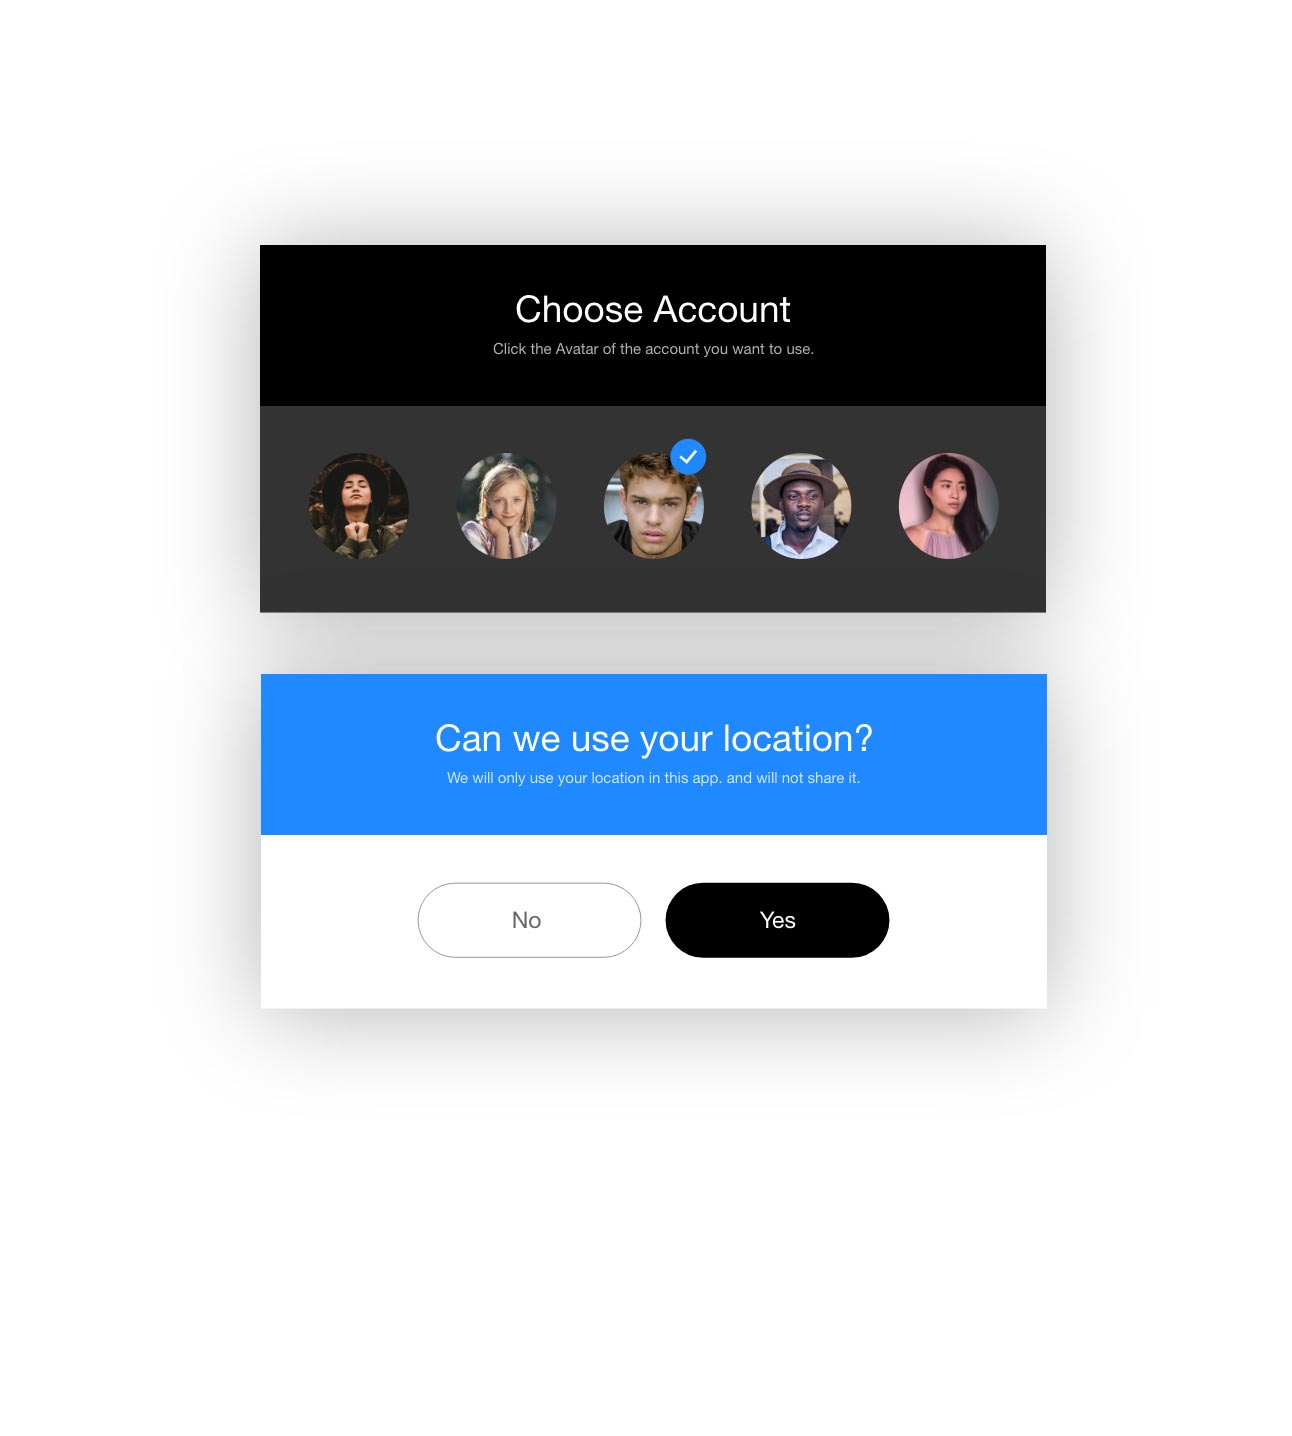 Choose Account
Click the Avatar of the account you want to use.
Can we use your location?
We will only use your location in this app. and will not share it.
No
Yes